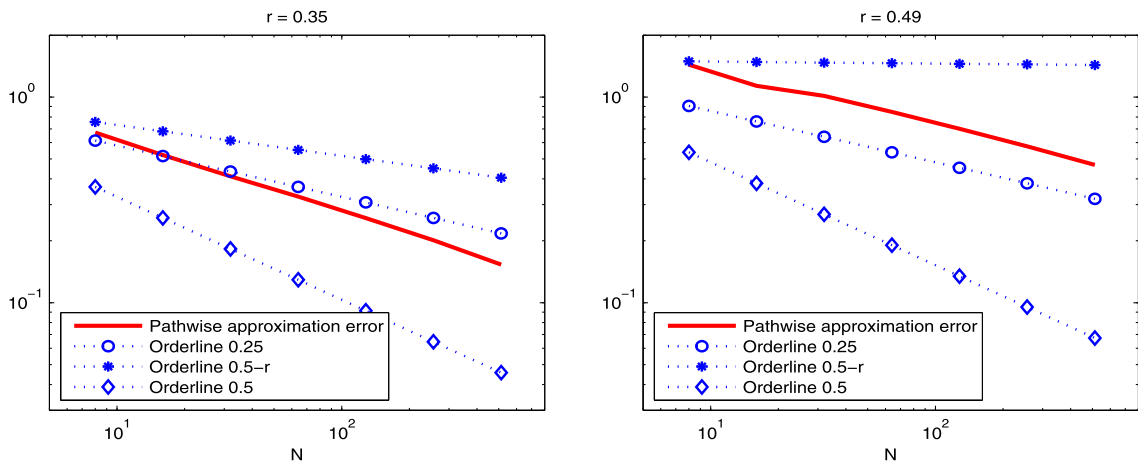 r = 0.35
10^0
10^-1
Pathwise approximation error
Orderline 0.25
Orderline 0.5−r
Orderline 0.5
10^1
10^2
N
r = 0.49
10^0
10^-1
Pathwise approximation error
Orderline 0.25
Orderline 0.5−r
Orderline 0.5
10^1
10^2
N